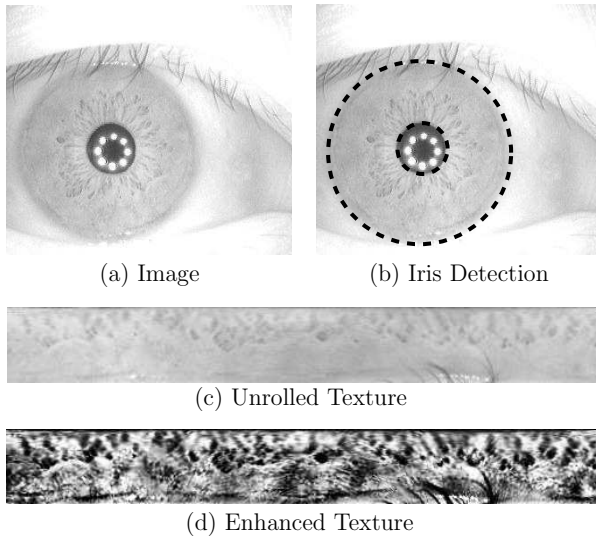 (a) Image
(b) Iris Detection
(c) Unrolled Texture
(d) Enhanced Texture